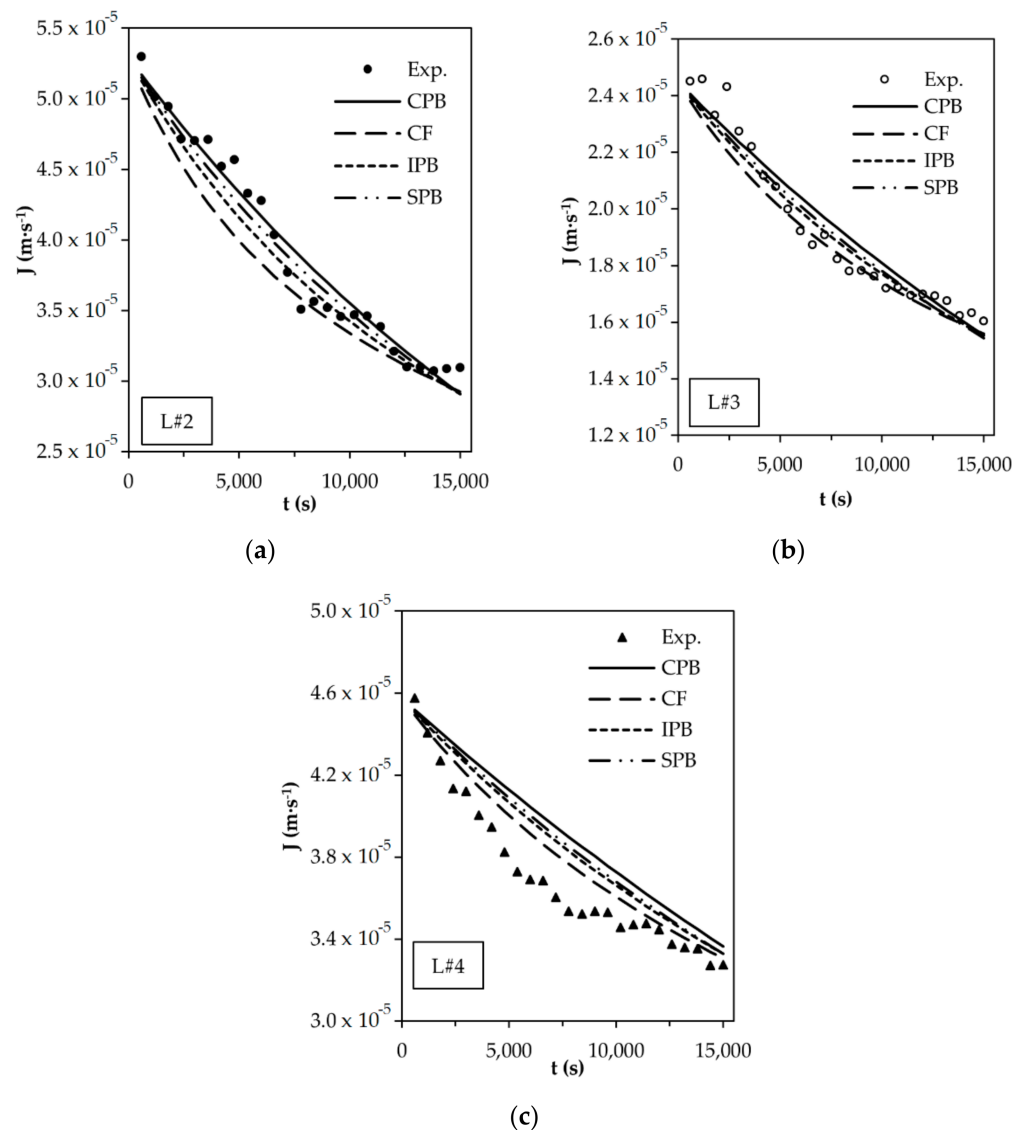 5.5 x 10⁻⁵
5.0 x 10⁻⁵
4.5 x 10⁻⁵
4.0 x 10⁻⁵
3.5 x 10⁻⁵
3.0 x 10⁻⁵
2.5 x 10⁻⁵
J (m·s⁻¹)
Exp.
CPB
CF
IPB
SPB
L#2
0 5,000 10,000 15,000
t (s)
(a)
2.6 x 10⁻⁵
2.4 x 10⁻⁵
2.2 x 10⁻⁵
2.0 x 10⁻⁵
1.8 x 10⁻⁵
1.6 x 10⁻⁵
1.4 x 10⁻⁵
1.2 x 10⁻⁵
J (m·s⁻¹)
Exp.
CPB
CF
IPB
SPB
L#3
0 5,000 10,000 15,000
t (s)
(b)
5.0 x 10⁻⁵
4.6 x 10⁻⁵
4.2 x 10⁻⁵
3.8 x 10⁻⁵
3.4 x 10⁻⁵
3.0 x 10⁻⁵
J (m·s⁻¹)
Exp.
CPB
CF
IPB
SPB
L#4
0 5,000 10,000 15,000
t (s)
(c)